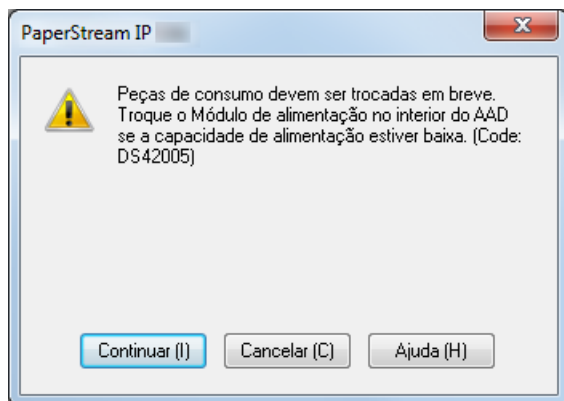 PaperStream IP
Peças de consumo devem ser trocadas em breve.
Troque o Módulo de alimentação no interior do AAD
se a capacidade de alimentação estiver baixa. (Code:
DS42005)
Continuar (I)
Cancelar (C)
Ajuda (H)